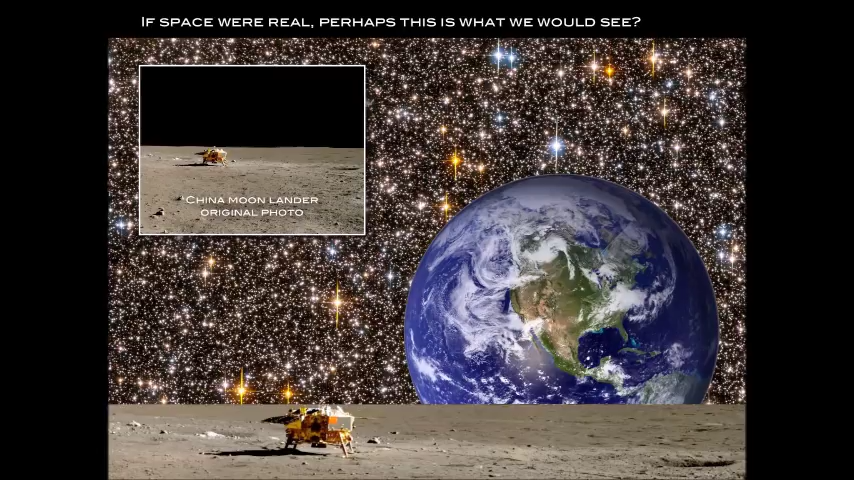 If space were real, perhaps this is what we would see?
*China moon lander
original photo